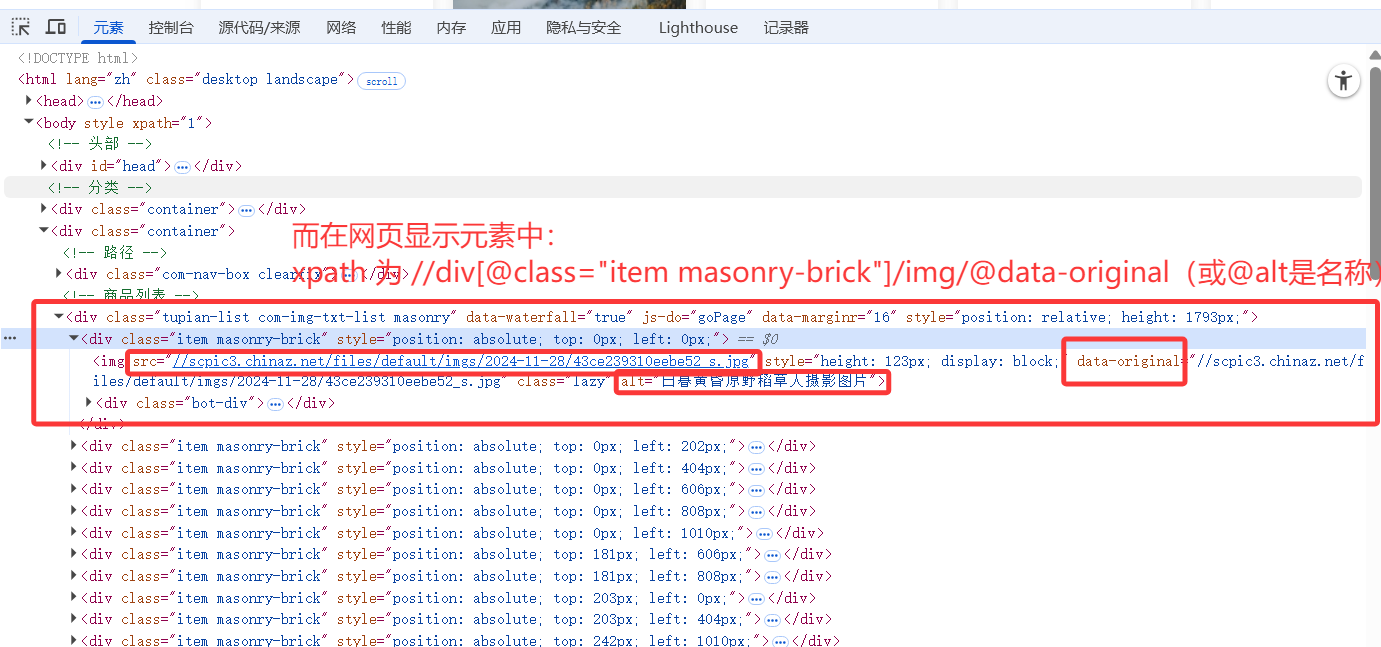 元素 控制台 源代码/来源 网络 性能 内存 应用 隐私与安全 Lighthouse 记录器
<!DOCTYPE html>
<html lang="zh" class="desktop landscape"> scroll
<head> … </head>
<body style xpath="1">
<!-- 头部 -->
<div id="head"> … </div>
<!-- 分类 -->
<div class="container"> … </div>
<div class="container">
而在网页显示元素中：
<!-- 路径 -->
<div class="com-nav-box clearfix"> … </div>
xpath 为 //div[@class="item masonry-brick"]/img/@data-original（或@alt是名称）
<!-- 商品列表 -->
<div class="tupian-list com-img-txt-list masonry" data-waterfall="true" js-do="goPage" data-marginr="16" style="position: relative; height: 1793px;">
<div class="item masonry-brick" style="position: absolute; top: 0px; left: 0px;"> == $0
<img src="//scpic3.chinaz.net/files/default/imgs/2024-11-28/43ce239310eebe52_s.jpg" style="height: 123px; display: block;" data-original="//scpic3.chinaz.net/f
iles/default/imgs/2024-11-28/43ce239310eebe52_s.jpg" class="lazy" alt="日暮黄昏原野稻草人摄影图片">
<div class="bot-div"> … </div>
</div>
<div class="item masonry-brick" style="position: absolute; top: 0px; left: 202px;"> … </div>
<div class="item masonry-brick" style="position: absolute; top: 0px; left: 404px;"> … </div>
<div class="item masonry-brick" style="position: absolute; top: 0px; left: 606px;"> … </div>
<div class="item masonry-brick" style="position: absolute; top: 0px; left: 808px;"> … </div>
<div class="item masonry-brick" style="position: absolute; top: 0px; left: 1010px;"> … </div>
<div class="item masonry-brick" style="position: absolute; top: 181px; left: 606px;"> … </div>
<div class="item masonry-brick" style="position: absolute; top: 181px; left: 808px;"> … </div>
<div class="item masonry-brick" style="position: absolute; top: 203px; left: 0px;"> … </div>
<div class="item masonry-brick" style="position: absolute; top: 203px; left: 404px;"> … </div>
<div class="item masonry-brick" style="position: absolute; top: 242px; left: 1010px;"> … </div>